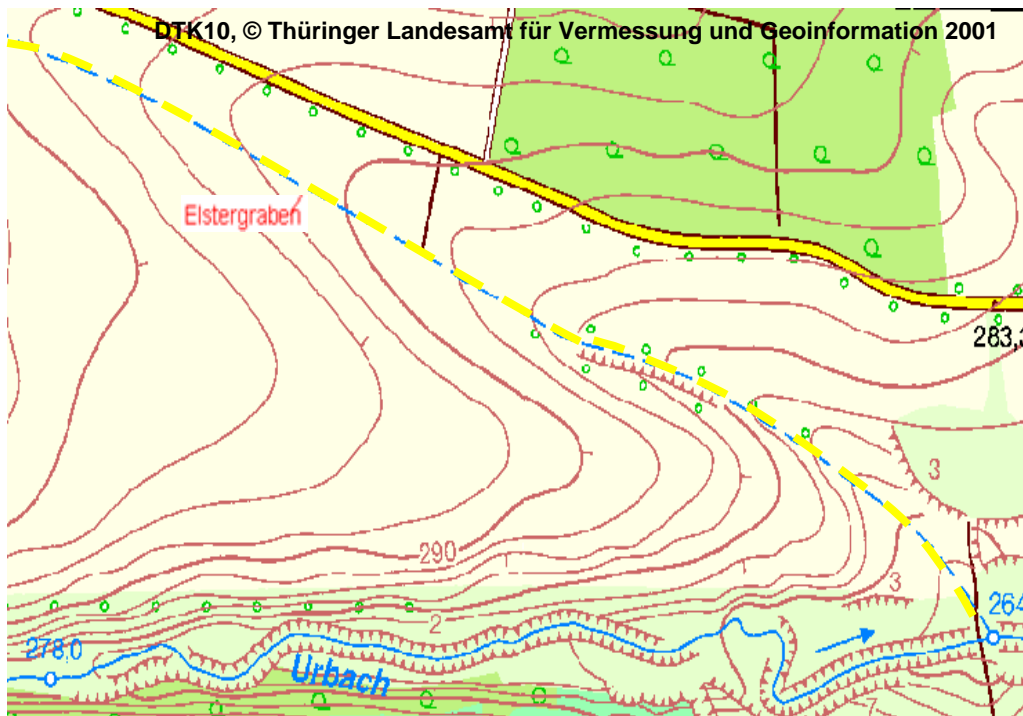 DTK10, © Thüringer Landesamt für Vermessung und Geoinformation 2001
Elstergraben
283,3
3
290
3
264
2
278,0
Urbach
7